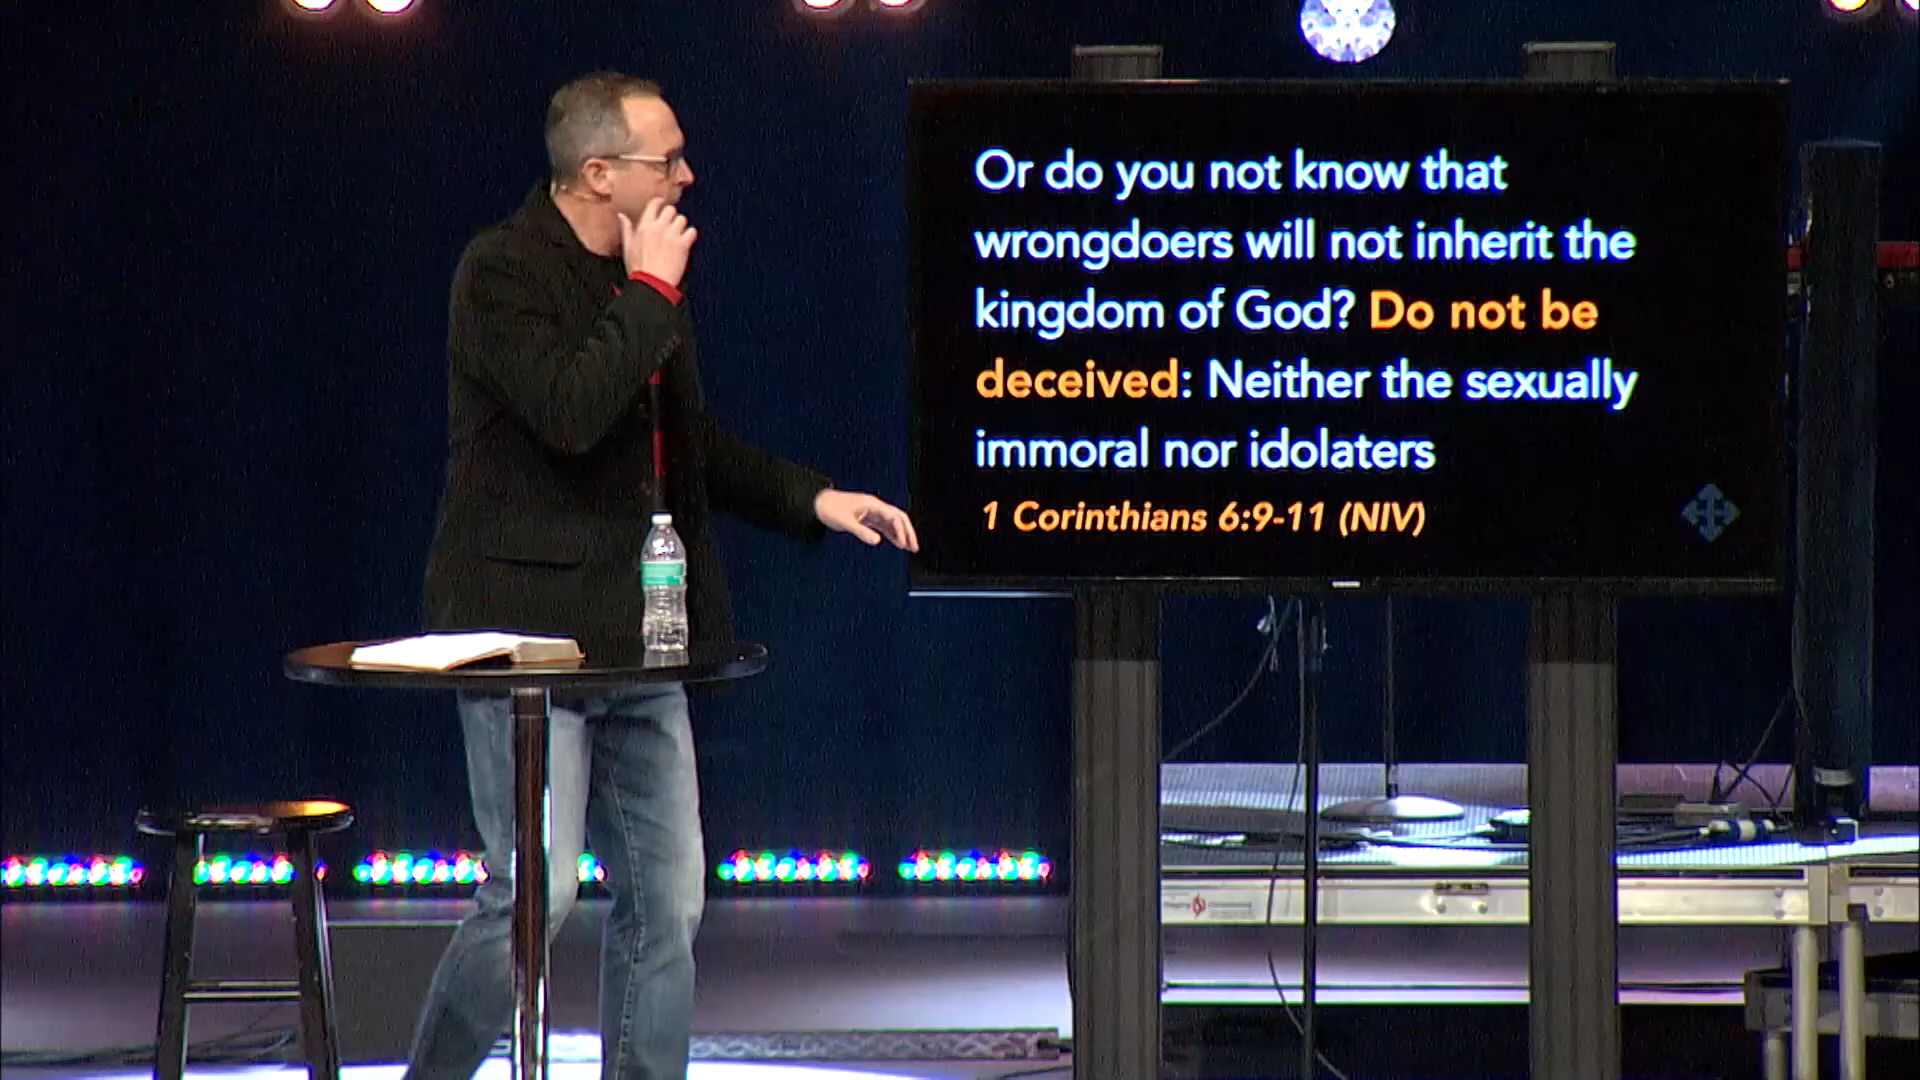 Or do you not know that
wrongdoers will not inherit the
kingdom of God? Do not be
deceived: Neither the sexually
immoral nor idolaters
1 Corinthians 6:9-11 (NIV)